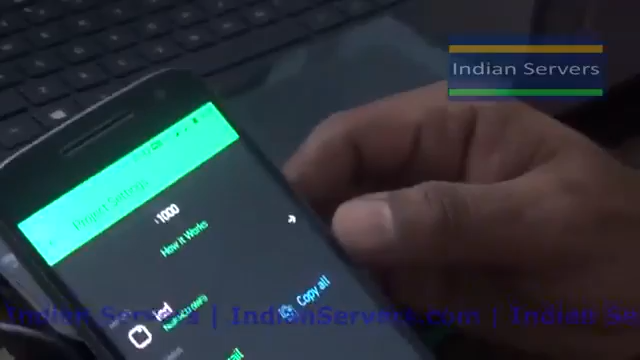 Indian Servers
Project Settings
1000
How it Works
Copy all
Indian Servers | IndianServers.com | Indian Se